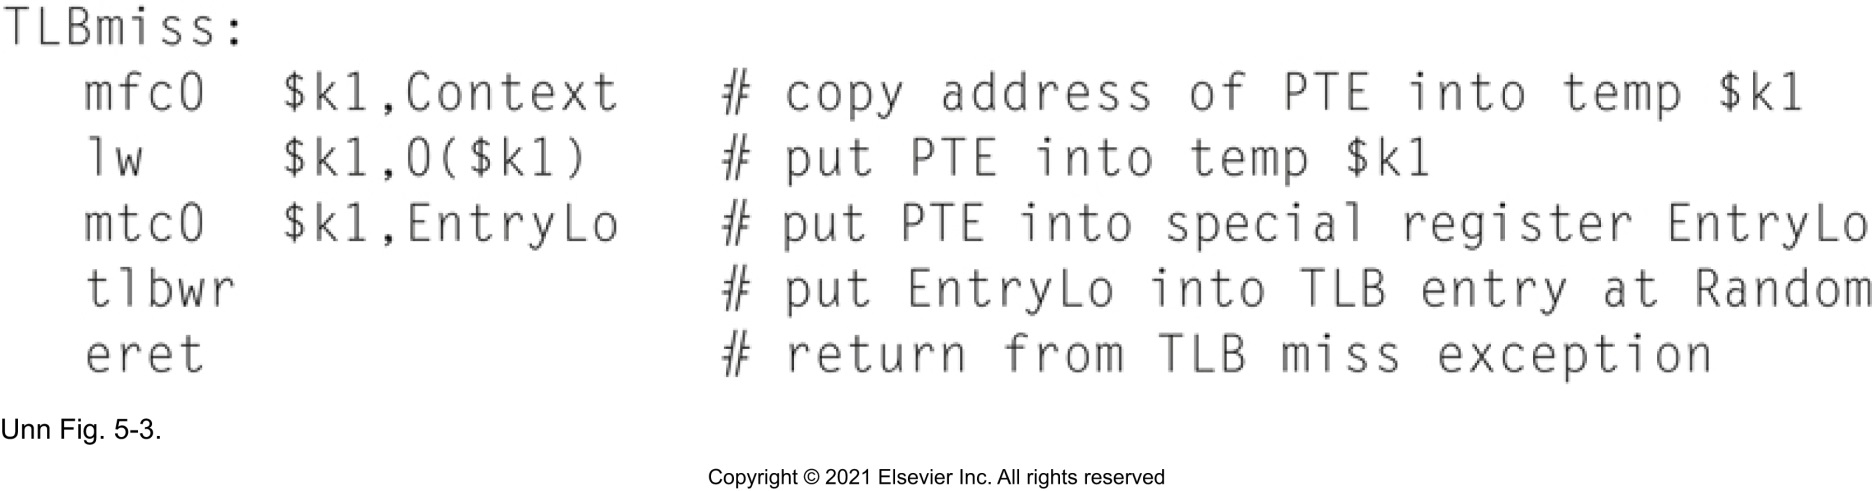 TLBmiss:
mfc0 $k1,Context # copy address of PTE into temp $k1
lw $k1,0($k1) # put PTE into temp $k1
mtc0 $k1,EntryLo # put PTE into special register EntryLo
tlbwr # put EntryLo into TLB entry at Random
eret # return from TLB miss exception
Unn Fig. 5-3.
Copyright © 2021 Elsevier Inc. All rights reserved